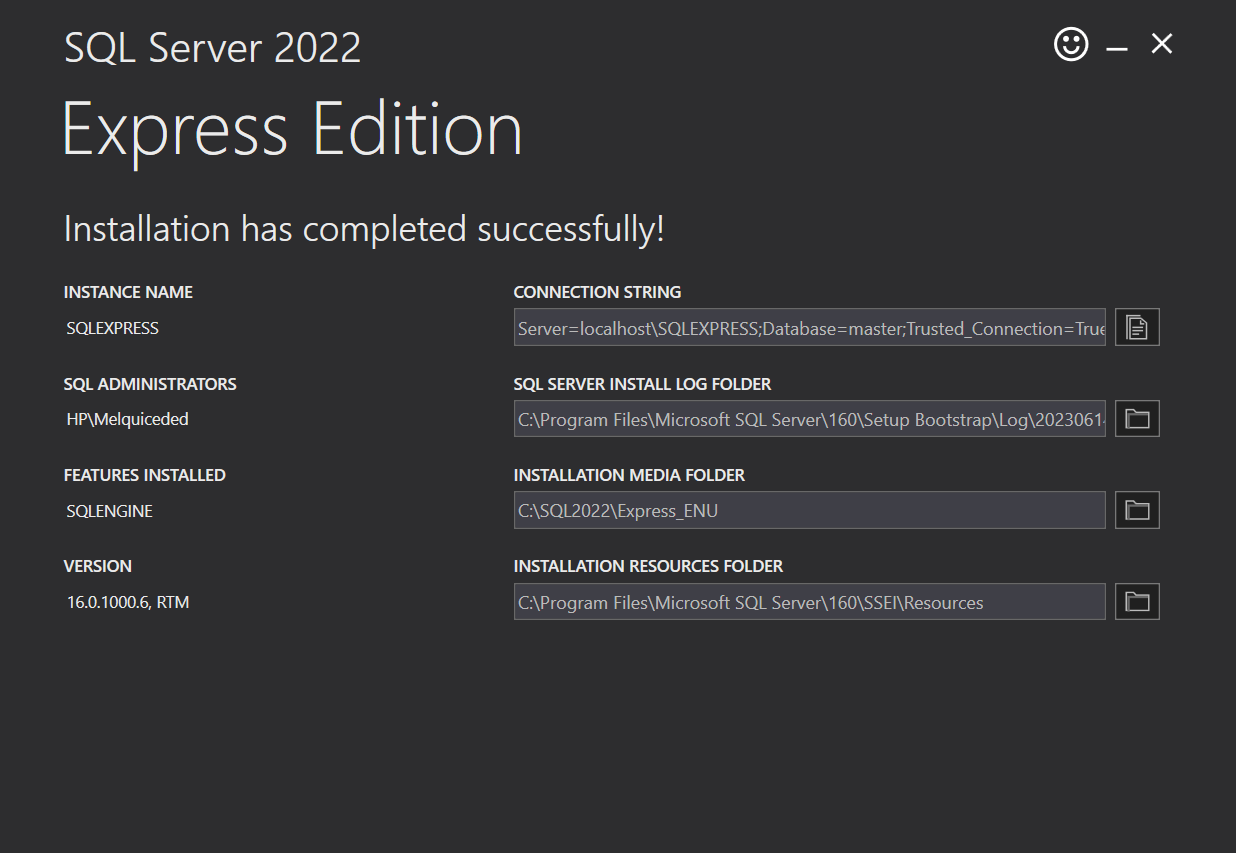 SQL Server 2022
Express Edition
Installation has completed successfully!
INSTANCE NAME
SQLEXPRESS
CONNECTION STRING
Server=localhost\SQLEXPRESS;Database=master;Trusted_Connection=True
SQL ADMINISTRATORS
HP\Melquiceded
SQL SERVER INSTALL LOG FOLDER
C:\Program Files\Microsoft SQL Server\160\Setup Bootstrap\Log\2023061
FEATURES INSTALLED
SQLENGINE
INSTALLATION MEDIA FOLDER
C:\SQL2022\Express_ENU
VERSION
16.0.1000.6, RTM
INSTALLATION RESOURCES FOLDER
C:\Program Files\Microsoft SQL Server\160\SSEI\Resources